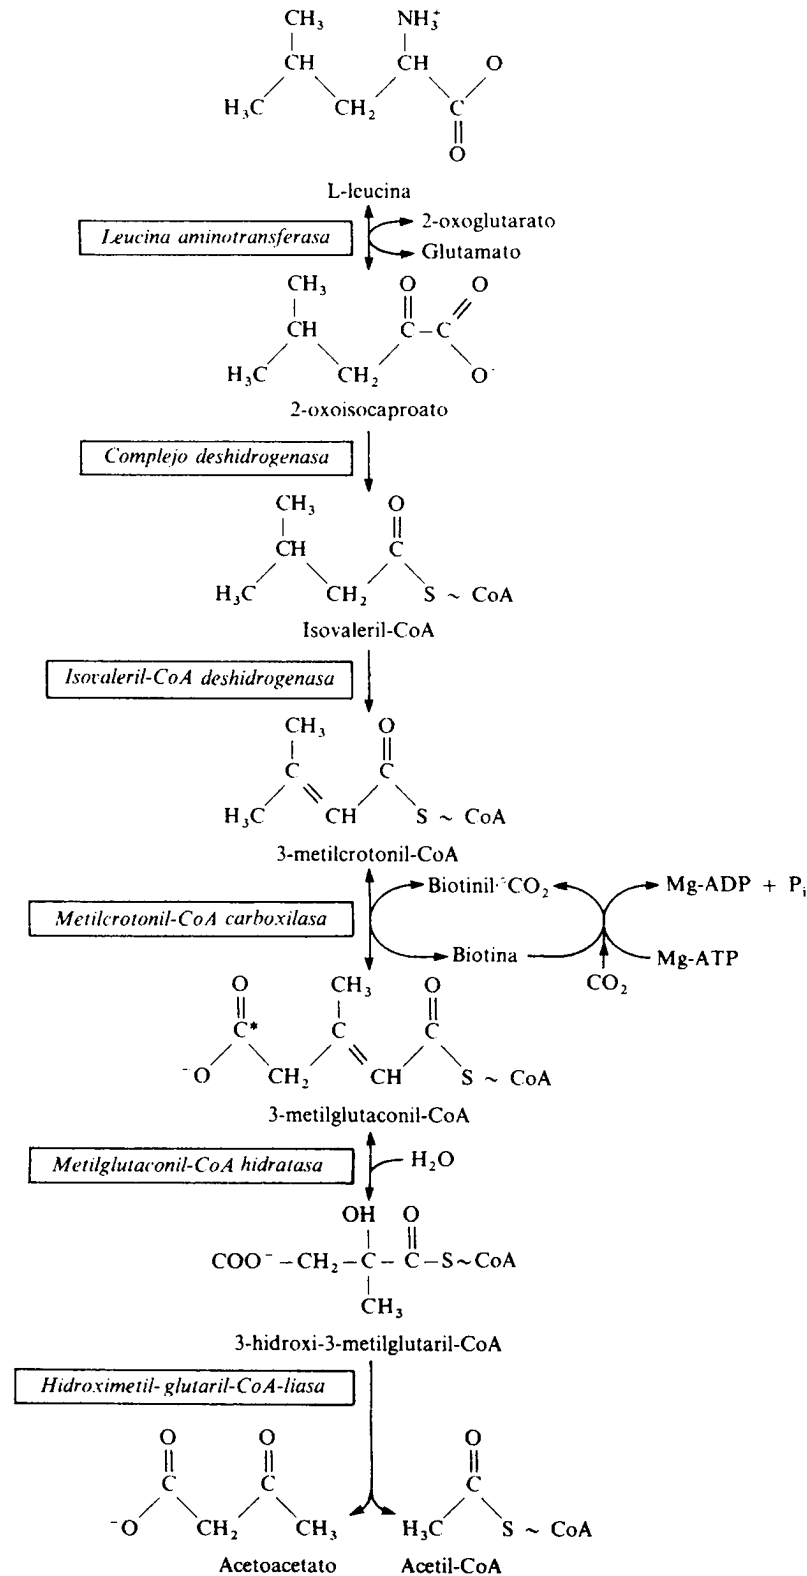 CH₃ NH₃⁺
CH CH O
H₃C CH₂ C
O
L-leucina
Leucina aminotransferasa
2-oxoglutarato
Glutamato
CH₃ O O
CH C – C
H₃C CH₂ O⁻
2-oxoisocaproato
Complejo deshidrogenasa
CH₃ O
CH C
H₃C CH₂ S ~ CoA
Isovaleril-CoA
Isovaleril-CoA deshidrogenasa
CH₃ O
C C
H₃C CH S ~ CoA
3-metilcrotonil-CoA
Biotinil·*CO₂ Mg-ADP + Pᵢ
Metilcrotonil-CoA carboxilasa
Biotina Mg-ATP
CO₂
O CH₃ O
C* C C
⁻O CH₂ CH S ~ CoA
3-metilglutaconil-CoA
Metilglutaconil-CoA hidratasa
H₂O
OH O
COO⁻ – CH₂ – C – C – S ~ CoA
CH₃
3-hidroxi-3-metilglutaril-CoA
Hidroximetil-glutaril-CoA-liasa
O O O
C C C
⁻O CH₂ CH₃ H₃C S ~ CoA
Acetoacetato Acetil-CoA